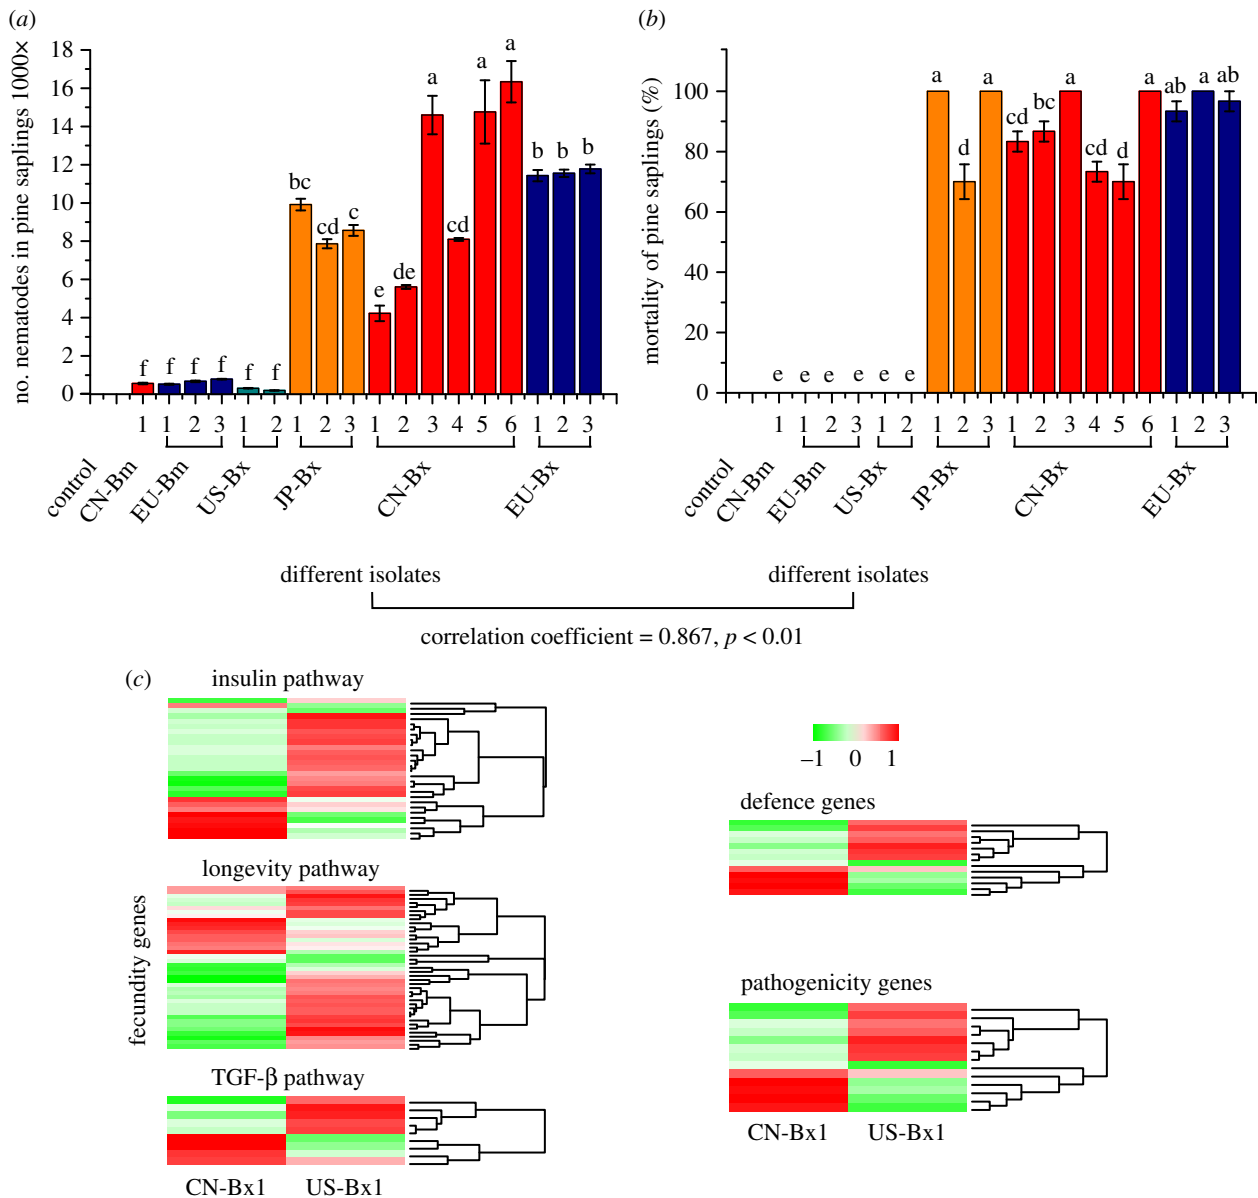 (a)
no. nematodes in pine saplings 1000×
18
16
14
12
10
8
6
4
2
0
f f f f f f bc cd c e de a cd a a b b b
1 1 2 3 1 2 1 2 3 1 2 3 4 5 6 1 2 3
control CN-Bm EU-Bm US-Bx JP-Bx CN-Bx EU-Bx
different isolates
(b)
mortality of pine saplings (%)
100
80
60
40
20
0
e e e e e e a d a cd bc a cd d a ab a ab
1 1 2 3 1 2 1 2 3 1 2 3 4 5 6 1 2 3
control CN-Bm EU-Bm US-Bx JP-Bx CN-Bx EU-Bx
different isolates
correlation coefficient = 0.867, p < 0.01
(c)
insulin pathway
longevity pathway
fecundity genes
TGF-β pathway
CN-Bx1 US-Bx1
–1 0 1
defence genes
pathogenicity genes
CN-Bx1 US-Bx1